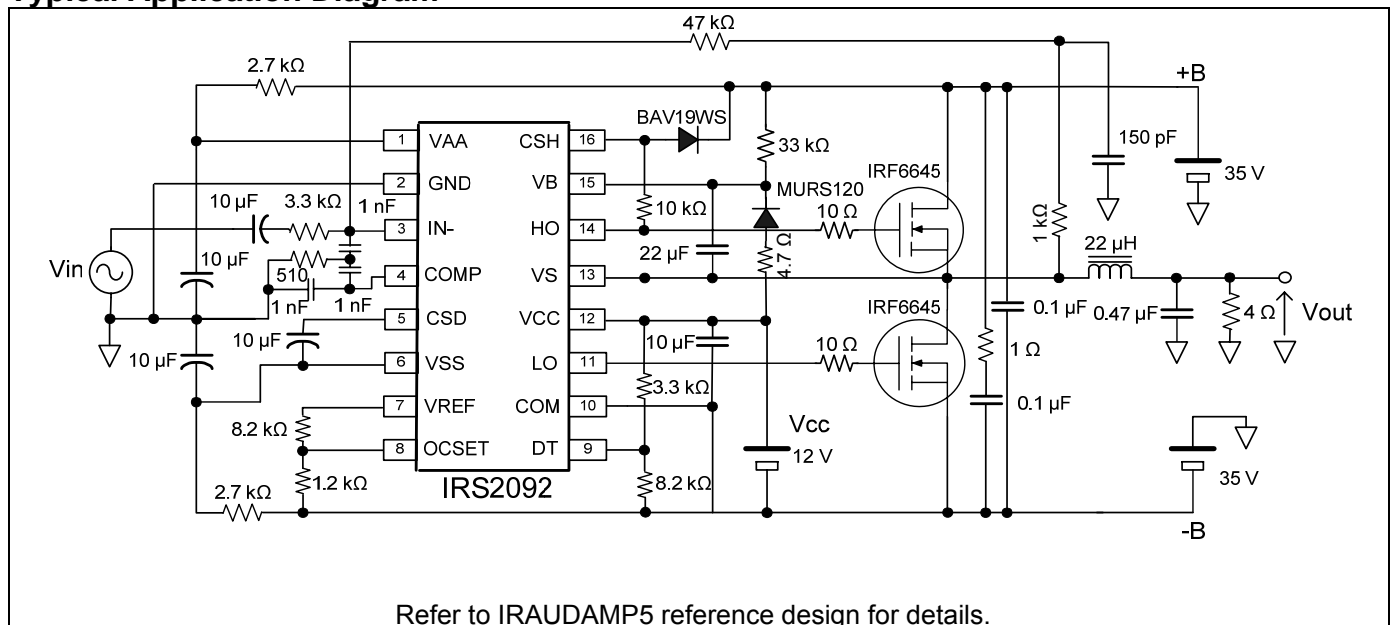 Typical Application Diagram
47 kΩ
2.7 kΩ
+B
BAV19WS
1 VAA CSH 16
33 kΩ
150 pF
IRF6645
35 V
2 GND VB 15
MURS120
10 µF 3.3 kΩ 1 nF
10 kΩ
10 Ω
1 kΩ
3 IN- HO 14
22 µH
10 µF
22 µF
4.7 Ω
Vin
510
4 COMP VS 13
1 nF 1 nF
IRF6645
0.1 µF 0.47 µF 4 Ω Vout
5 CSD VCC 12
10 µF
10 µF
10 Ω
1 Ω
10 µF
6 VSS LO 11
3.3 kΩ
0.1 µF
7 VREF COM 10
Vcc
8.2 kΩ
8 OCSET DT 9
12 V
35 V
1.2 kΩ
8.2 kΩ
IRS2092
2.7 kΩ
-B
Refer to IRAUDAMP5 reference design for details.